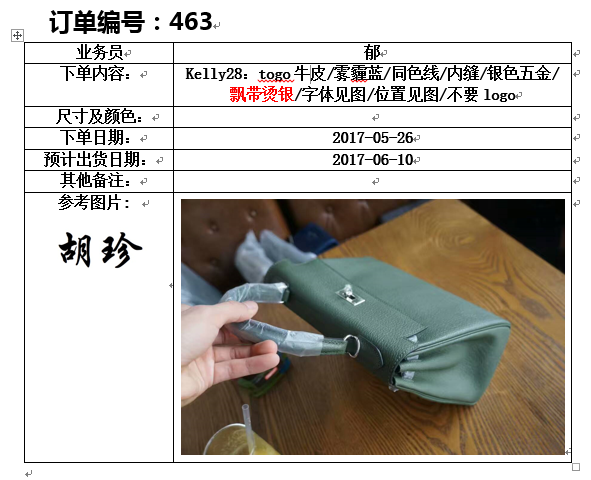 订单编号：463
业务员 郁
下单内容： Kelly28：togo 牛皮/雾霾蓝/同色线/内缝/银色五金/
飘带烫银/字体见图/位置见图/不要 logo
尺寸及颜色：
下单日期： 2017-05-26
预计出货日期： 2017-06-10
其他备注：
参考图片：
胡珍